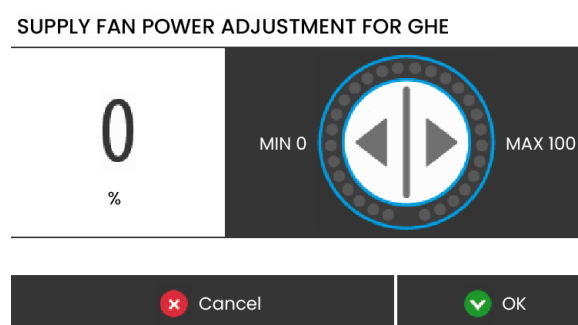 SUPPLY FAN POWER ADJUSTMENT FOR GHE
0
MIN 0
MAX 100
%
Cancel
OK